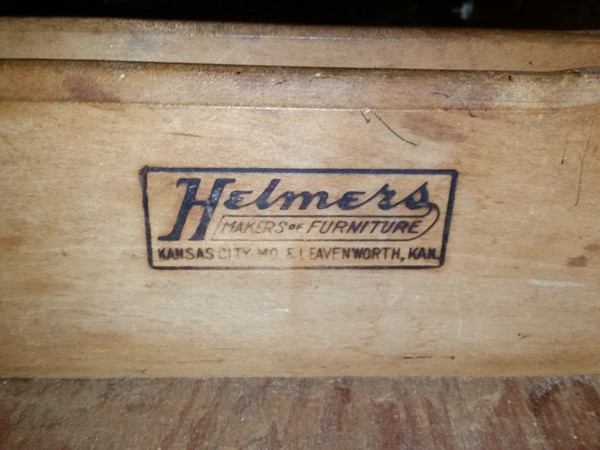 Helmers
MAKERS OF FURNITURE
KANSAS CITY, MO. & LEAVENWORTH, KAN.